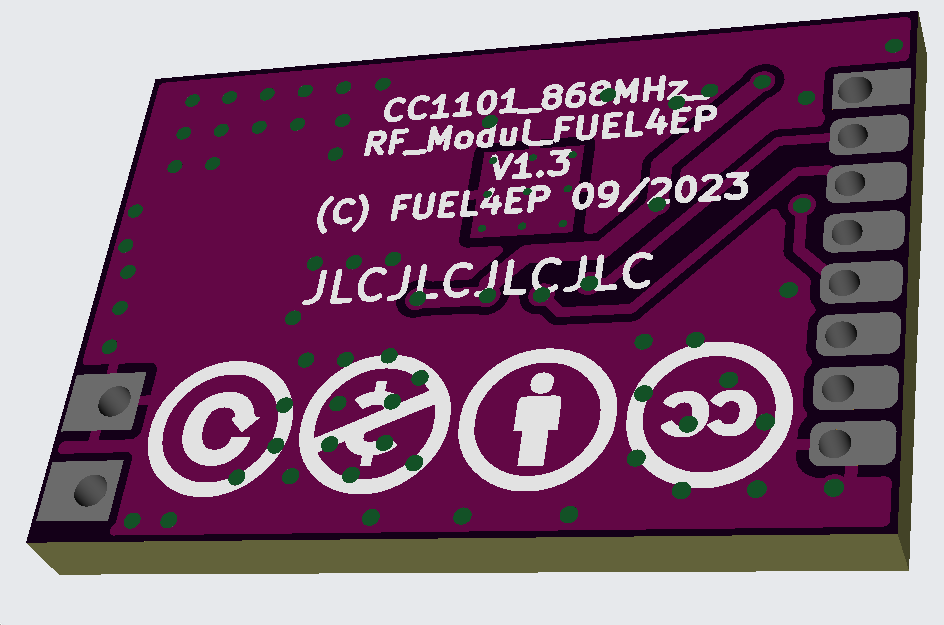 CC1101_868MHz_
RF_Modul_FUEL4EP
V1.3
(C) FUEL4EP 09/2023
JLCJLCJLCJLC